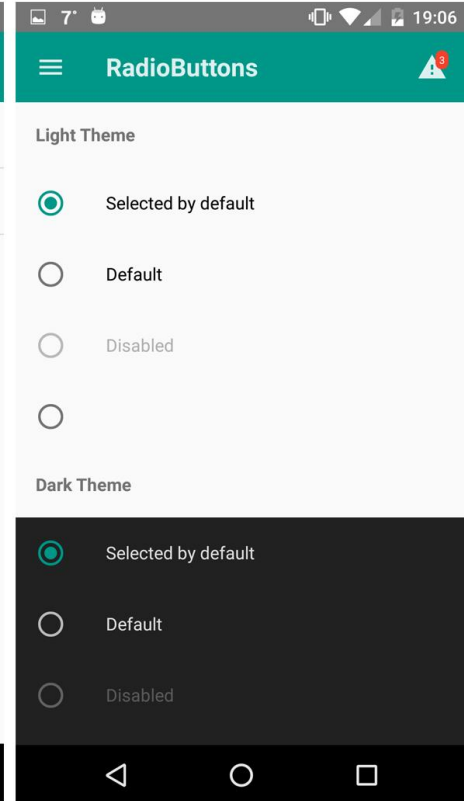 7°
19:06
RadioButtons
3
Light Theme
Selected by default
Default
Disabled
Dark Theme
Selected by default
Default
Disabled